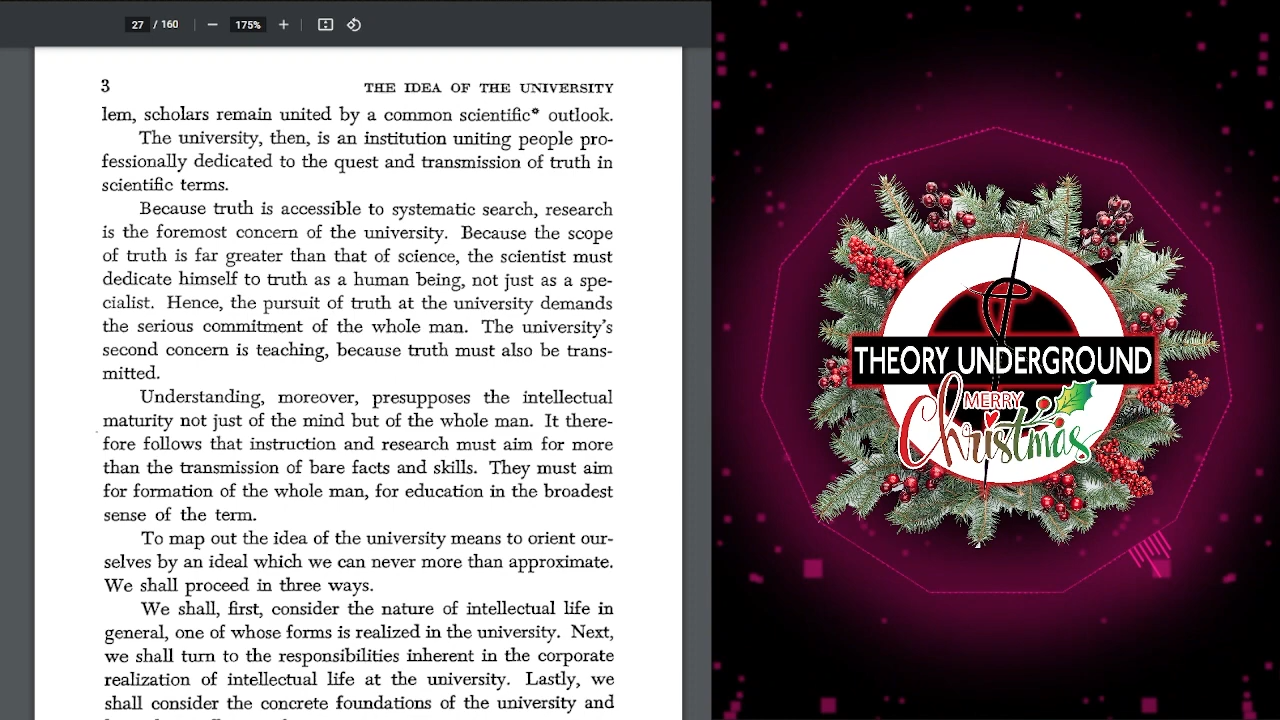 27 / 160
175%
3 THE IDEA OF THE UNIVERSITY
lem, scholars remain united by a common scientific* outlook.
The university, then, is an institution uniting people pro-
fessionally dedicated to the quest and transmission of truth in
scientific terms.
Because truth is accessible to systematic search, research
is the foremost concern of the university. Because the scope
of truth is far greater than that of science, the scientist must
dedicate himself to truth as a human being, not just as a spe-
cialist. Hence, the pursuit of truth at the university demands
the serious commitment of the whole man. The university's
second concern is teaching, because truth must also be trans-
mitted.
Understanding, moreover, presupposes the intellectual
maturity not just of the mind but of the whole man. It there-
fore follows that instruction and research must aim for more
than the transmission of bare facts and skills. They must aim
for formation of the whole man, for education in the broadest
sense of the term.
To map out the idea of the university means to orient our-
selves by an ideal which we can never more than approximate.
We shall proceed in three ways.
We shall, first, consider the nature of intellectual life in
general, one of whose forms is realized in the university. Next,
we shall turn to the responsibilities inherent in the corporate
realization of intellectual life at the university. Lastly, we
shall consider the concrete foundations of the university and
THEORY UNDERGROUND
MERRY
Christmas